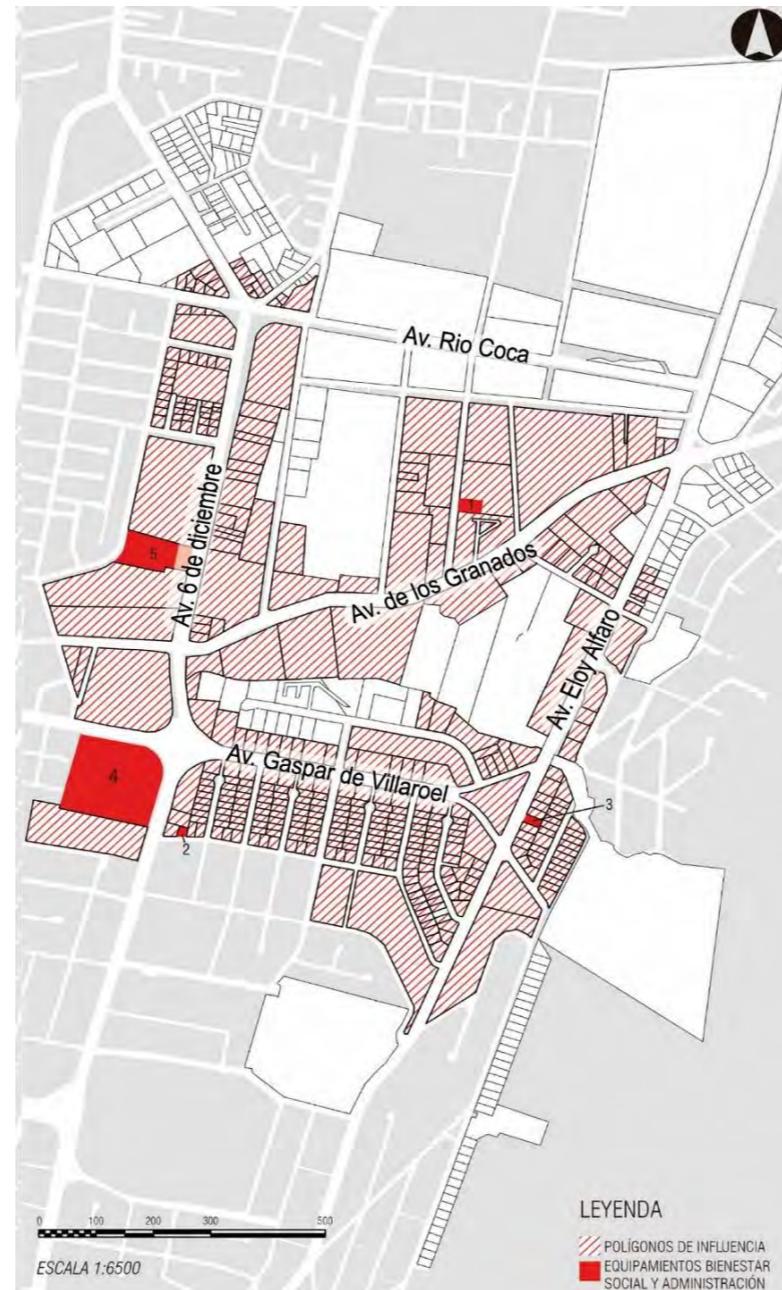 Av. Rio Coca
Av. 6 de diciembre
1
5
Av. de los Granados
Av. Eloy Alfaro
4
Av. Gaspar de Villaroel
3
2
0 100 200 300 500
ESCALA 1:6500
LEYENDA
POLÍGONOS DE INFLUENCIA
EQUIPAMIENTOS BIENESTAR
SOCIAL Y ADMINISTRACIÓN